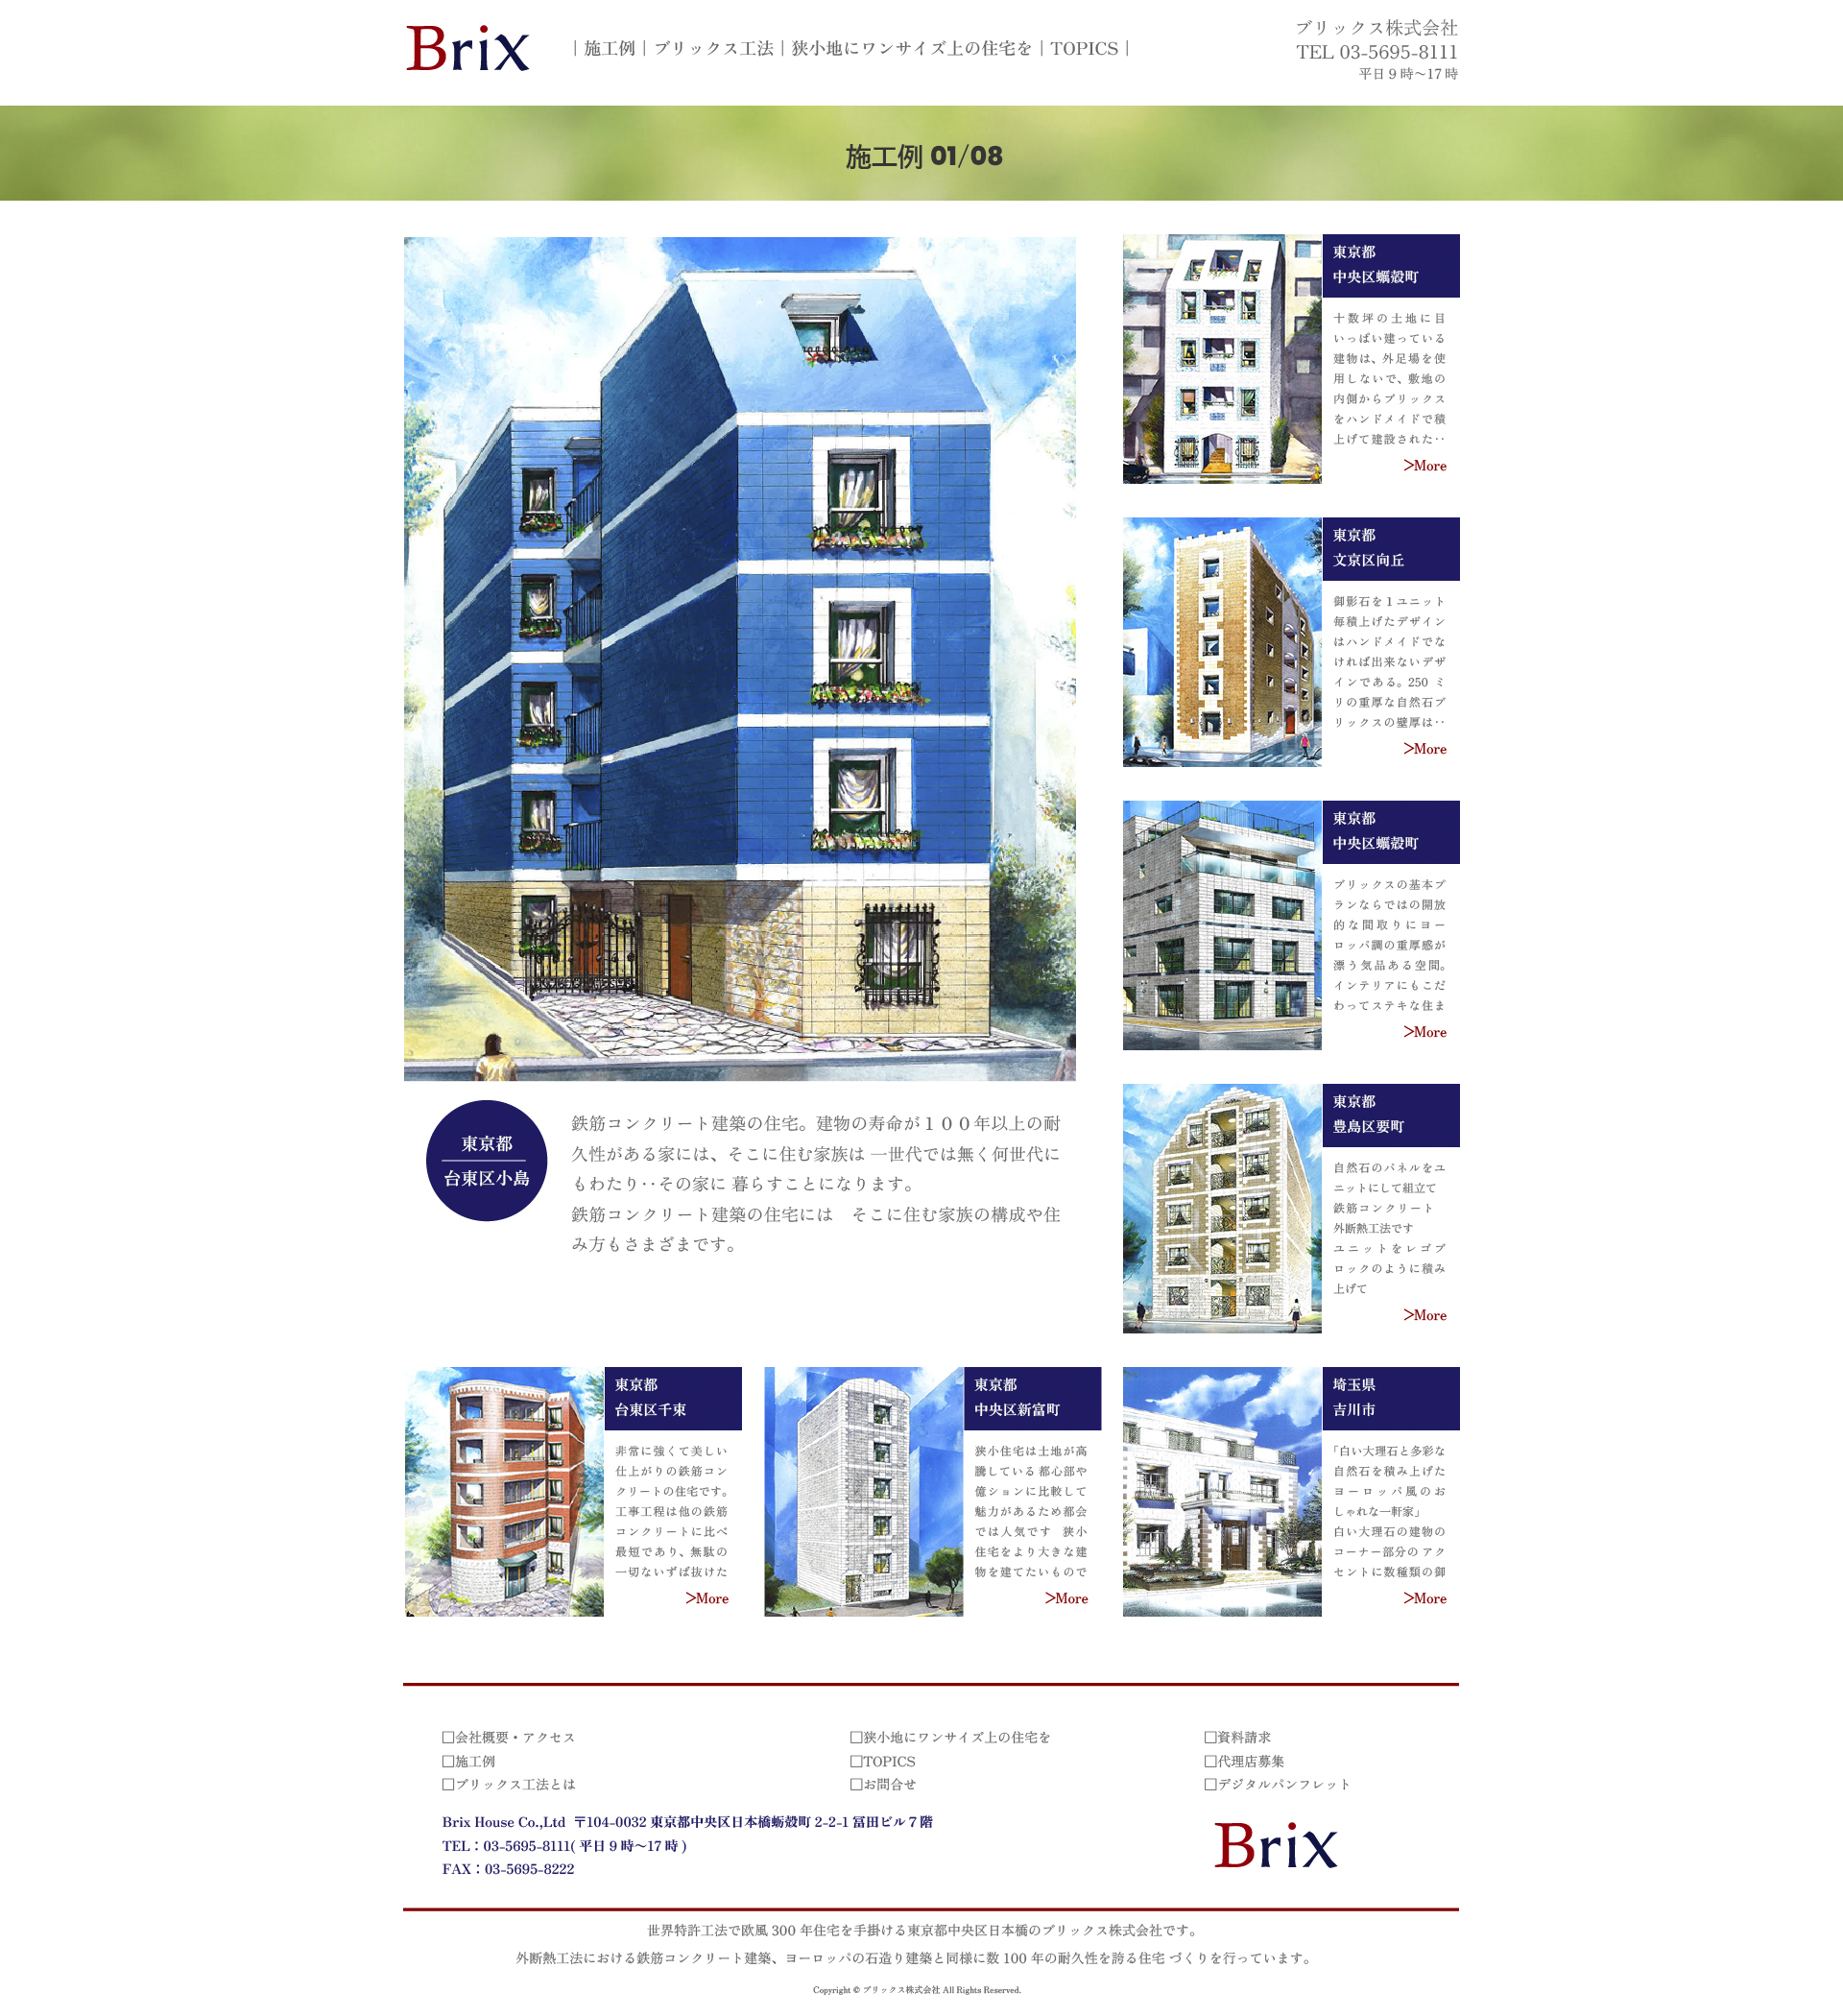 Brix
｜施工例｜ブリックス工法｜狭小地にワンサイズ上の住宅を｜TOPICS｜
ブリックス株式会社
TEL 03-5695-8111
平日９時～17時
施工例 01/08
東京都
中央区蠣殻町
十数坪の土地に目
いっぱい建っている
建物は、外足場を使
用しないで、敷地の
内側からブリックス
をハンドメイドで積
上げて建設された‥
>More
東京都
文京区向丘
御影石を１ユニット
毎積上げたデザイン
はハンドメイドでな
ければ出来ないデザ
インである。250 ミ
リの重厚な自然石ブ
リックスの壁厚は‥
>More
東京都
中央区蠣殻町
ブリックスの基本プ
ランならではの開放
的な間取りにヨー
ロッパ調の重厚感が
漂う気品ある空間。
インテリアにもこだ
わってステキな住ま
>More
東京都
豊島区要町
自然石のパネルをユ
ニットにして組立て
鉄筋コンクリート
外断熱工法です
ユニットをレゴブ
ロックのように積み
上げて
>More
東京都
台東区小島
鉄筋コンクリート建築の住宅。建物の寿命が１００年以上の耐
久性がある家には、そこに住む家族は 一世代では無く何世代に
もわたり‥その家に 暮らすことになります。
鉄筋コンクリート建築の住宅には　そこに住む家族の構成や住
み方もさまざまです。
東京都
台東区千束
非常に強くて美しい
仕上がりの鉄筋コン
クリートの住宅です。
工事工程は他の鉄筋
コンクリートに比べ
最短であり、無駄の
一切ないずば抜けた
>More
東京都
中央区新富町
狭小住宅は土地が高
騰している 都心部や
億ションに比較して
魅力があるため都会
では人気です　狭小
住宅をより大きな建
物を建てたいもので
>More
埼玉県
吉川市
「白い大理石と多彩な
自然石を積み上げた
ヨーロッパ風のお
しゃれな一軒家」
白い大理石の建物の
コーナー部分の アク
セントに数種類の御
>More
□会社概要・アクセス
□施工例
□ブリックス工法とは
□狭小地にワンサイズ上の住宅を
□TOPICS
□お問合せ
□資料請求
□代理店募集
□デジタルパンフレット
Brix House Co.,Ltd 〒104-0032 東京都中央区日本橋蛎殻町 2-2-1 冨田ビル７階
TEL：03-5695-8111( 平日９時～17時 )
FAX：03-5695-8222
Brix
世界特許工法で欧風 300 年住宅を手掛ける東京都中央区日本橋のブリックス株式会社です。
外断熱工法における鉄筋コンクリート建築、ヨーロッパの石造り建築と同様に数 100 年の耐久性を誇る住宅 づくりを行っています。
Copyright © ブリックス株式会社 All Rights Reserved.